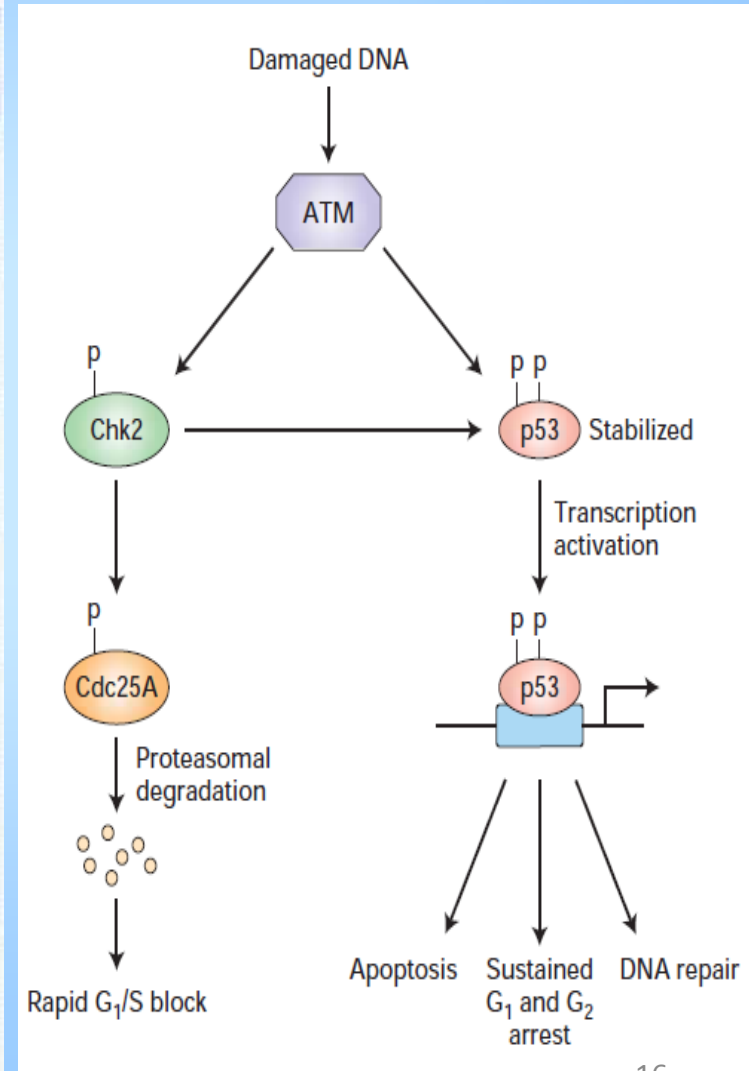 Damaged DNA
ATM
p
p p
Chk2
p53 Stabilized
Transcription
activation
p
p p
Cdc25A
p53
Proteasomal
degradation
Apoptosis Sustained DNA repair
G₁ and G₂
arrest
Rapid G₁/S block